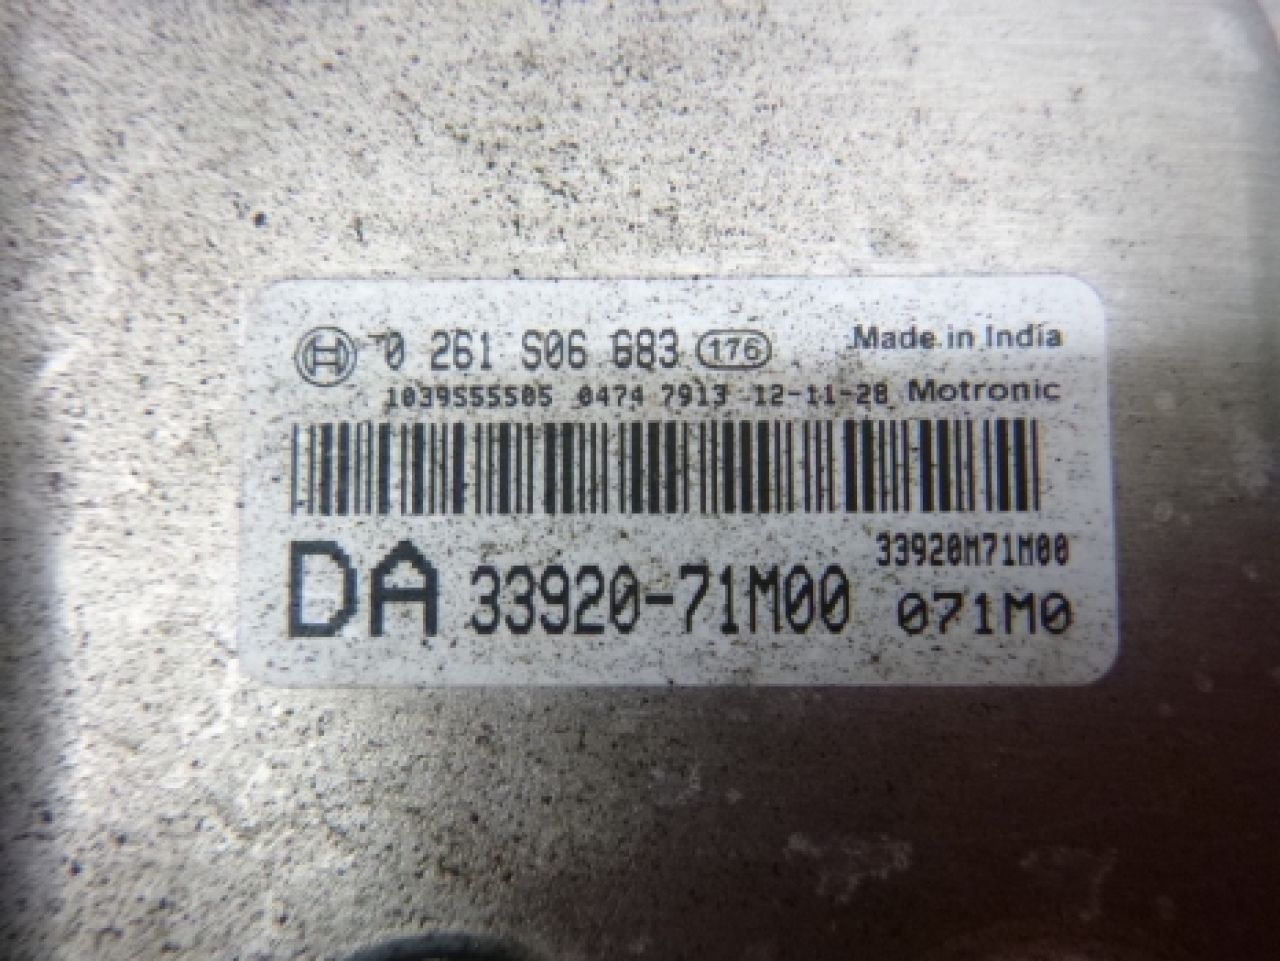 0 261 S06 683 176 Made in India
1039S55505 0474 7913 12-11-28 Motronic
33920M71M00
DA 33920-71M00 071M0